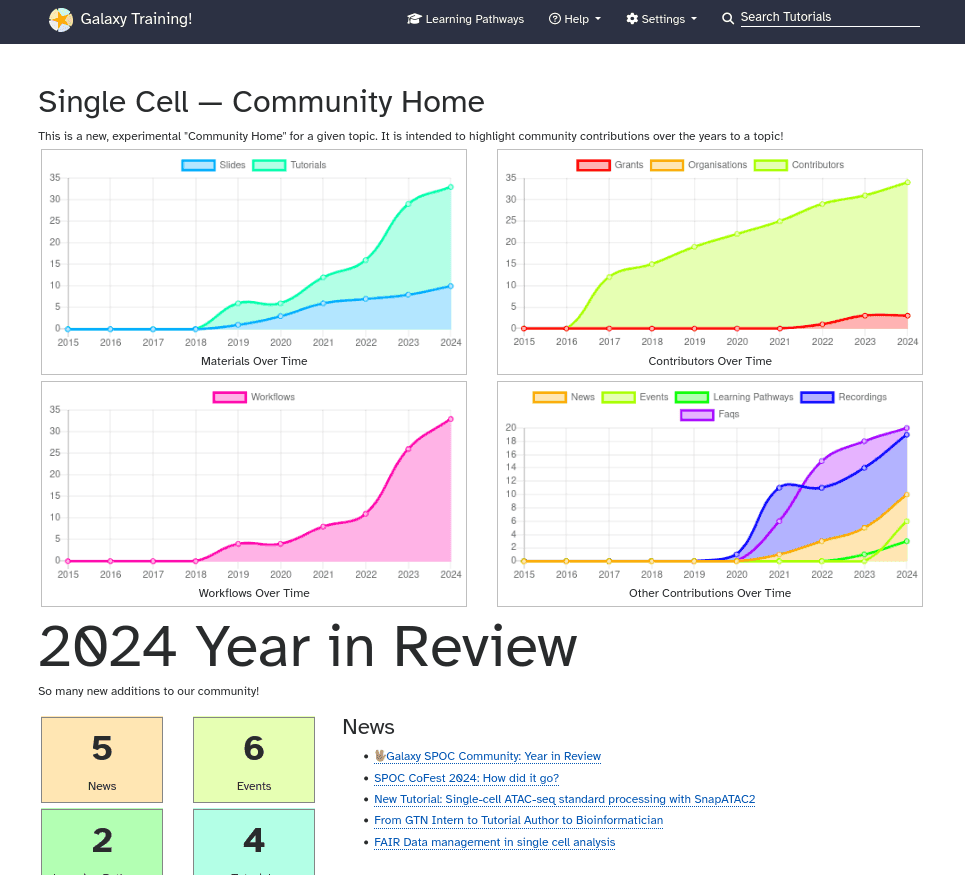 Galaxy Training!
Learning Pathways
Help
Settings
Search Tutorials
Single Cell — Community Home
This is a new, experimental "Community Home" for a given topic. It is intended to highlight community contributions over the years to a topic!
Slides Tutorials
35
30
25
20
15
10
5
0
2015 2016 2017 2018 2019 2020 2021 2022 2023 2024
Materials Over Time
Grants Organisations Contributors
35
30
25
20
15
10
5
0
2015 2016 2017 2018 2019 2020 2021 2022 2023 2024
Contributors Over Time
Workflows
35
30
25
20
15
10
5
0
2015 2016 2017 2018 2019 2020 2021 2022 2023 2024
Workflows Over Time
News Events Learning Pathways Recordings
Faqs
20
18
16
14
12
10
8
6
4
2
0
2015 2016 2017 2018 2019 2020 2021 2022 2023 2024
Other Contributions Over Time
2024 Year in Review
So many new additions to our community!
5
News
6
Events
2
4
News
🖖🏽Galaxy SPOC Community: Year in Review
SPOC CoFest 2024: How did it go?
New Tutorial: Single-cell ATAC-seq standard processing with SnapATAC2
From GTN Intern to Tutorial Author to Bioinformatician
FAIR Data management in single cell analysis